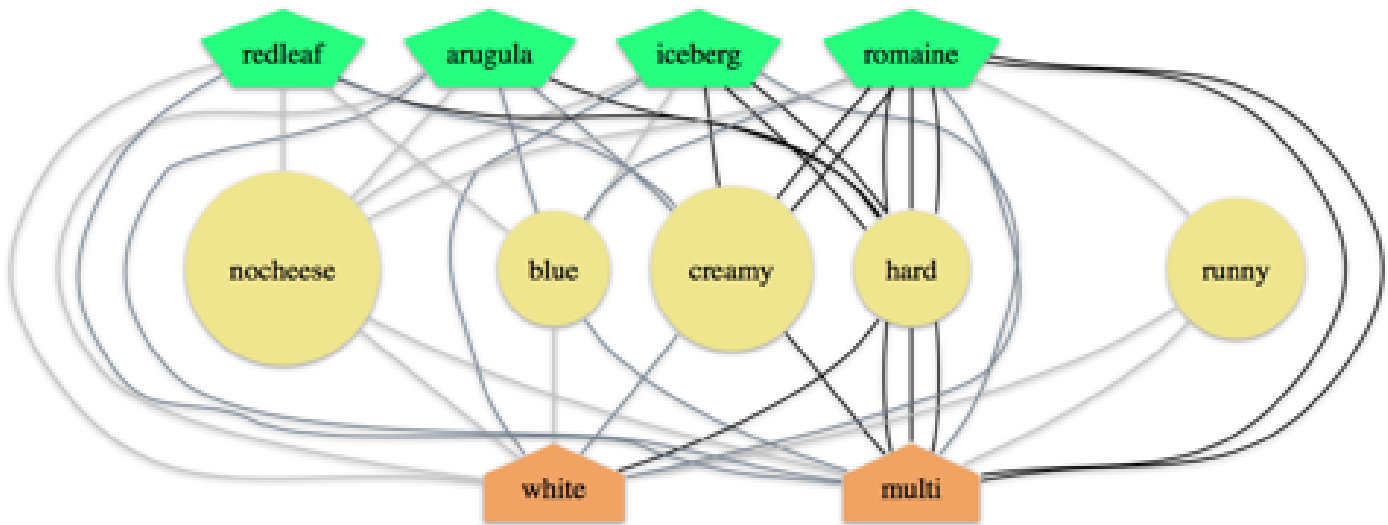 redleaf arugula iceberg romaine
nocheese blue creamy hard runny
white multi